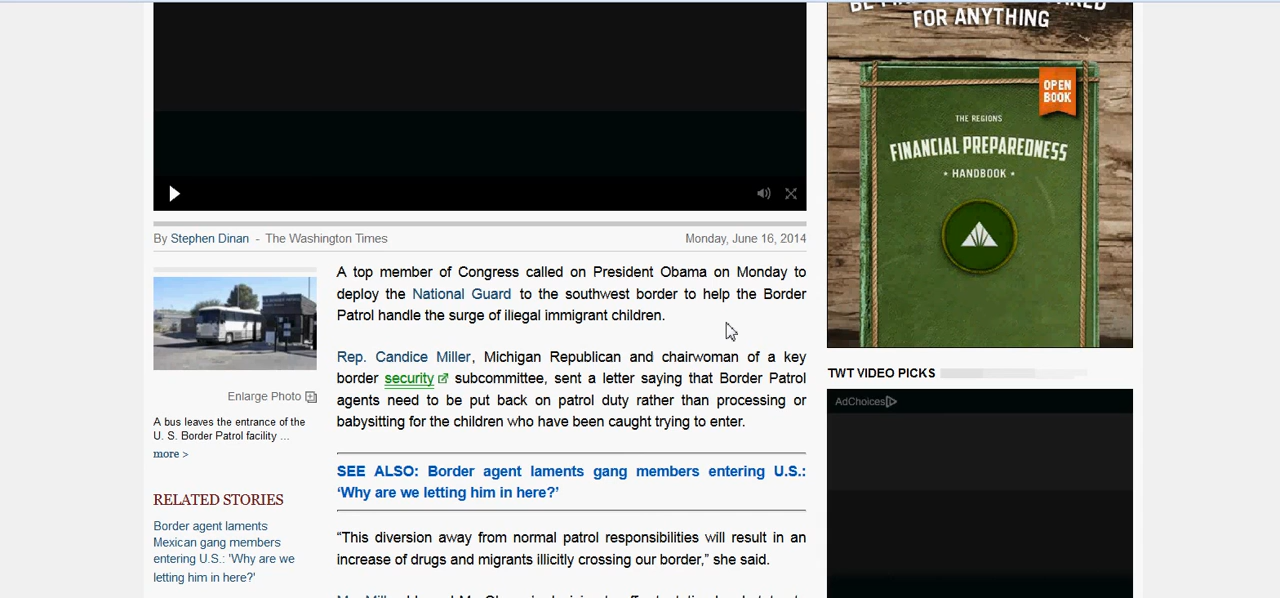 FOR ANYTHING
OPEN
BOOK
THE REGIONS
FINANCIAL PREPAREDNESS
HANDBOOK
By Stephen Dinan - The Washington Times
Monday, June 16, 2014
A top member of Congress called on President Obama on Monday to
deploy the National Guard to the southwest border to help the Border
Patrol handle the surge of illegal immigrant children.
Rep. Candice Miller, Michigan Republican and chairwoman of a key
border security subcommittee, sent a letter saying that Border Patrol
agents need to be put back on patrol duty rather than processing or
babysitting for the children who have been caught trying to enter.
SEE ALSO: Border agent laments gang members entering U.S.:
‘Why are we letting him in here?’
“This diversion away from normal patrol responsibilities will result in an
increase of drugs and migrants illicitly crossing our border,” she said.
Enlarge Photo
A bus leaves the entrance of the
U. S. Border Patrol facility ...
more >
RELATED STORIES
Border agent laments
Mexican gang members
entering U.S.: 'Why are we
letting him in here?'
TWT VIDEO PICKS
AdChoices